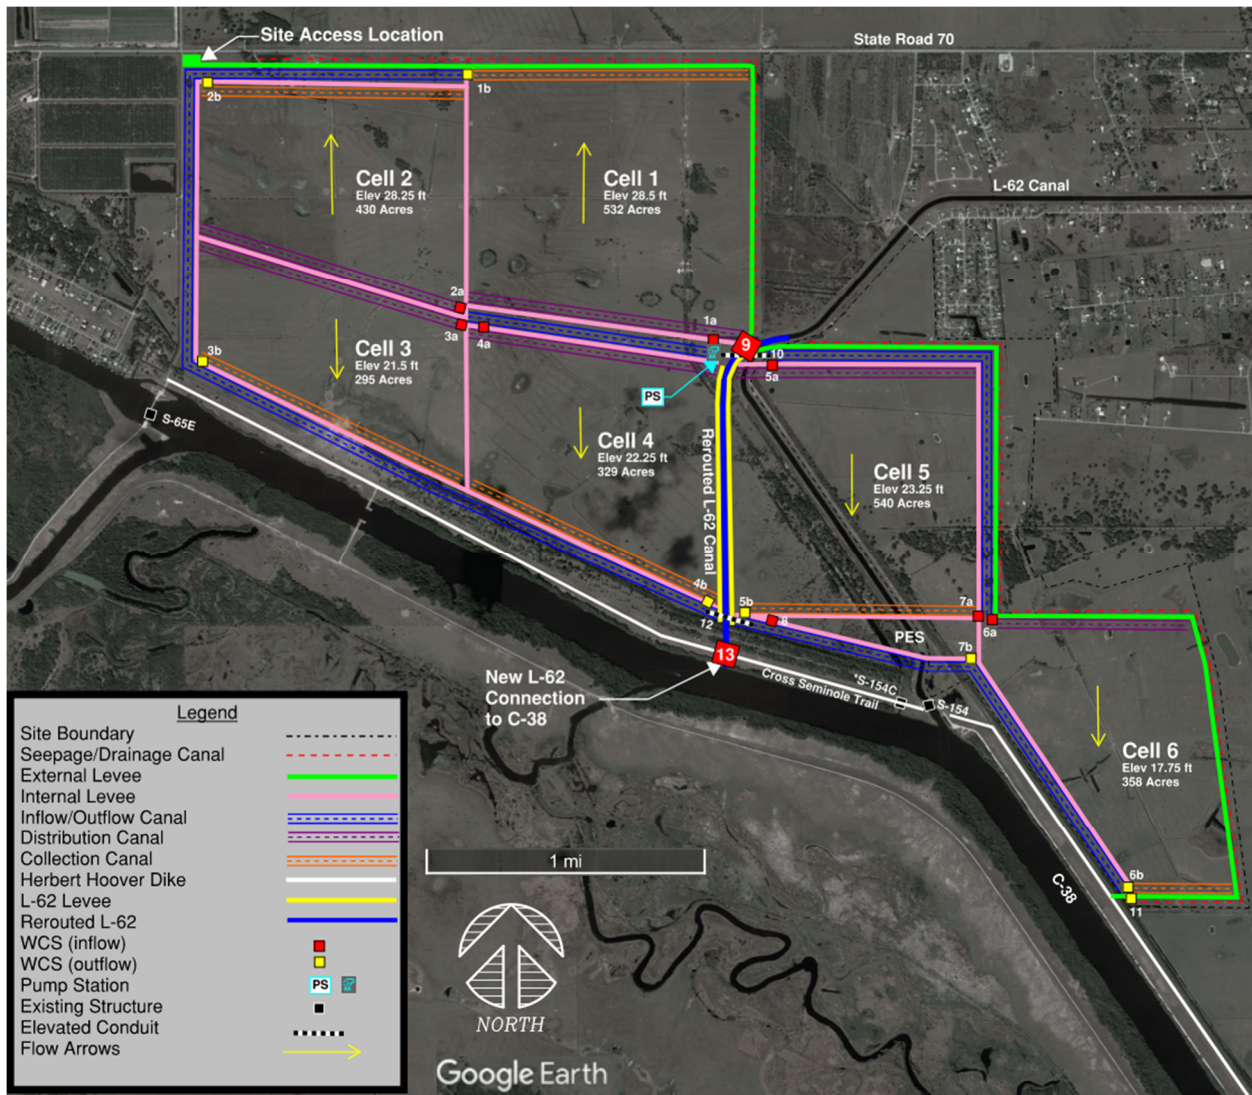 Site Access Location
State Road 70
2b
1b
L-62 Canal
Cell 2
Elev 28.25 ft
430 Acres
Cell 1
Elev 28.5 ft
532 Acres
2a
3a
4a
1a
9
10
5a
PS
3b
Cell 3
Elev 21.5 ft
295 Acres
S-65E
Cell 4
Elev 22.25 ft
329 Acres
Rerouted L-62 Canal
Cell 5
Elev 23.25 ft
540 Acres
4b
5b
12
8
7a
6a
PES
7b
13
New L-62
Connection
to C-38
Cross Seminole Trail
*S-154C
S-154
Cell 6
Elev 17.75 ft
358 Acres
6b
11
C-38
1 mi
NORTH
Google Earth
Legend
Site Boundary
Seepage/Drainage Canal
External Levee
Internal Levee
Inflow/Outflow Canal
Distribution Canal
Collection Canal
Herbert Hoover Dike
L-62 Levee
Rerouted L-62
WCS (inflow)
WCS (outflow)
Pump Station PS
Existing Structure
Elevated Conduit
Flow Arrows